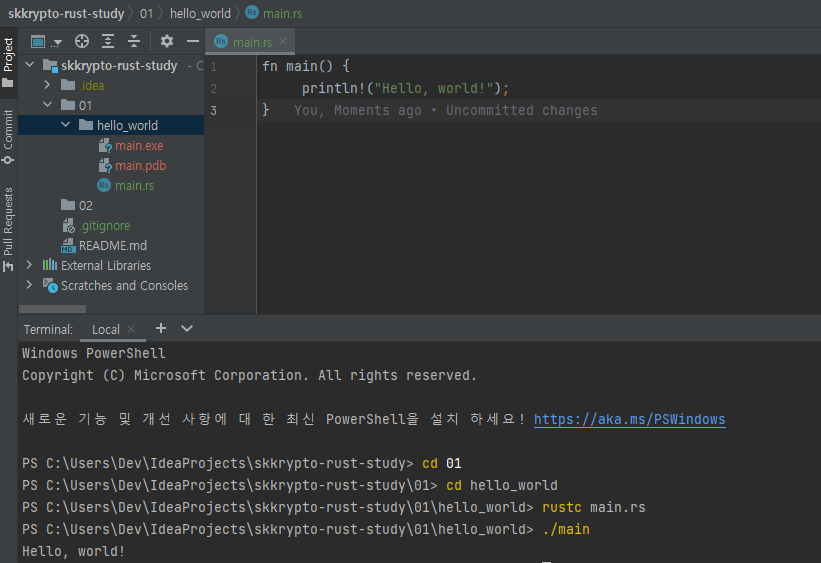 skkrypto-rust-study 〉 01 〉 hello_world 〉 main.rs
Project
Commit
Pull Requests
main.rs
skkrypto-rust-study - C
.idea
01
hello_world
main.exe
main.pdb
main.rs
02
.gitignore
README.md
External Libraries
Scratches and Consoles
1 fn main() {
2 println!("Hello, world!");
3 } You, Moments ago • Uncommitted changes
Terminal: Local
Windows PowerShell
Copyright (C) Microsoft Corporation. All rights reserved.
새로운 기능 및 개선 사항에 대 한 최신 PowerShell을 설치 하세요! https://aka.ms/PSWindows
PS C:\Users\Dev\IdeaProjects\skkrypto-rust-study> cd 01
PS C:\Users\Dev\IdeaProjects\skkrypto-rust-study\01> cd hello_world
PS C:\Users\Dev\IdeaProjects\skkrypto-rust-study\01\hello_world> rustc main.rs
PS C:\Users\Dev\IdeaProjects\skkrypto-rust-study\01\hello_world> ./main
Hello, world!